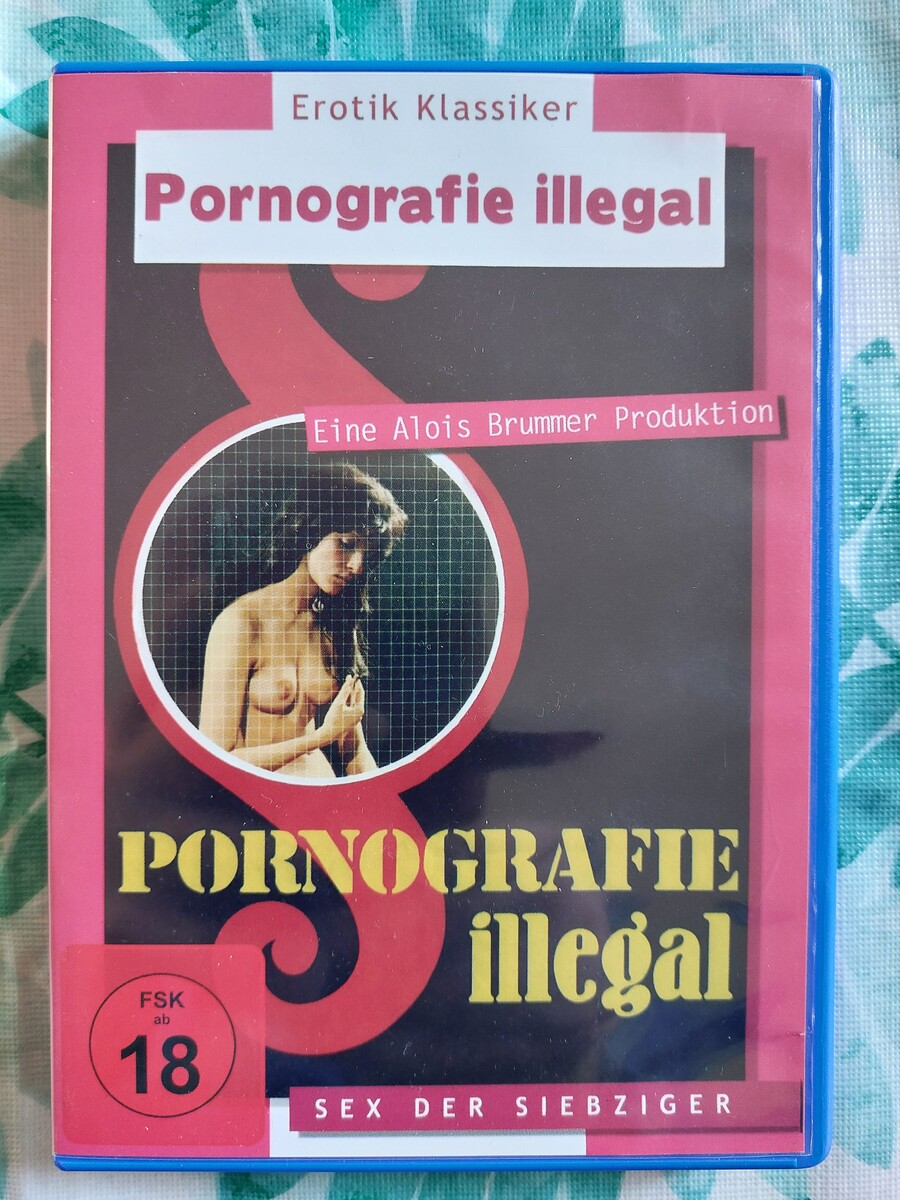 Erotik Klassiker
Pornografie illegal
Eine Alois Brummer Produktion
PORNOGRAFIE
illegal
FSK
ab
18
SEX DER SIEBZIGER